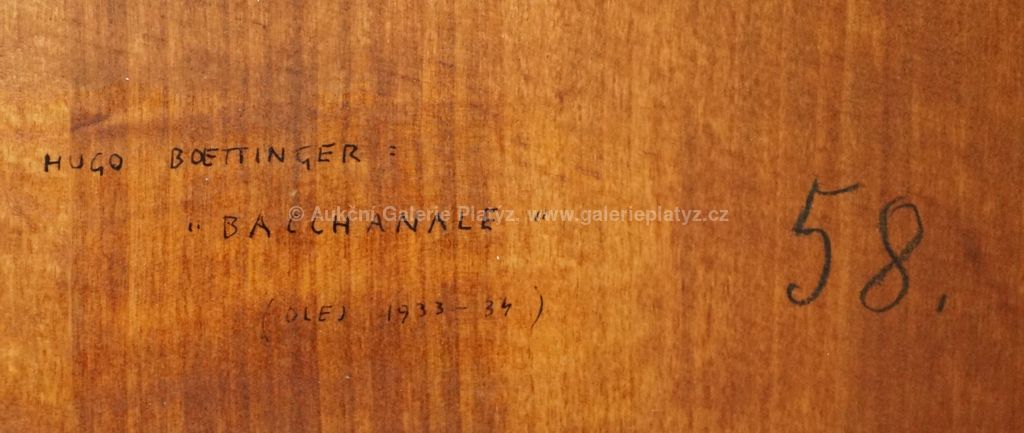 HUGO BOETTINGER :
© Aukční Galerie Platýz. www.galerieplatyz.cz
„BACCHANALE"
58.
(OLEJ 1933-34)